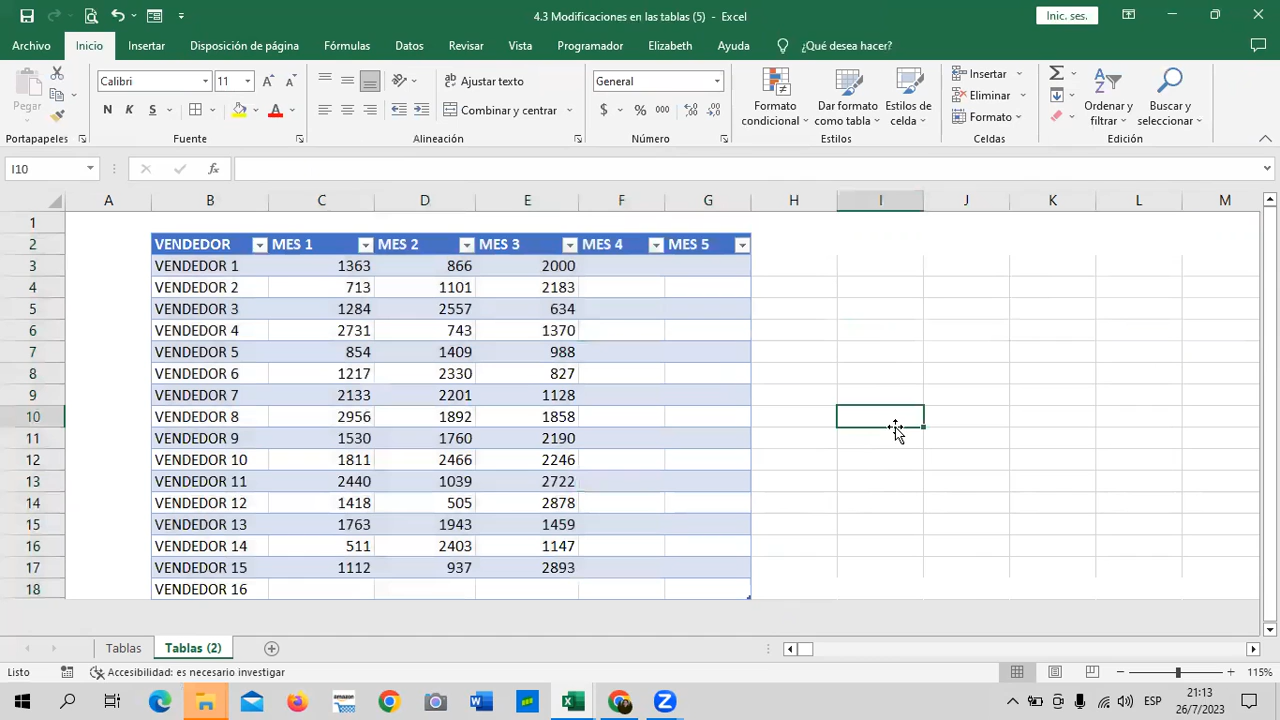 4.3 Modificaciones en las tablas (5) - Excel
Inic. ses.
Archivo Inicio Insertar Disposición de página Fórmulas Datos Revisar Vista Programador Elizabeth Ayuda ¿Qué desea hacer?
Pegar
Calibri 11
N K S
Ajustar texto
Combinar y centrar
General
$ % 000
Formato condicional
Dar formato como tabla
Estilos de celda
Insertar
Eliminar
Formato
Ordenar y filtrar
Buscar y seleccionar
Portapapeles Fuente Alineación Número Estilos Celdas Edición
I10 fx
A B C D E F G H I J K L M
1
2 VENDEDOR MES 1 MES 2 MES 3 MES 4 MES 5
3 VENDEDOR 1 1363 866 2000
4 VENDEDOR 2 713 1101 2183
5 VENDEDOR 3 1284 2557 634
6 VENDEDOR 4 2731 743 1370
7 VENDEDOR 5 854 1409 988
8 VENDEDOR 6 1217 2330 827
9 VENDEDOR 7 2133 2201 1128
10 VENDEDOR 8 2956 1892 1858
11 VENDEDOR 9 1530 1760 2190
12 VENDEDOR 10 1811 2466 2246
13 VENDEDOR 11 2440 1039 2722
14 VENDEDOR 12 1418 505 2878
15 VENDEDOR 13 1763 1943 1459
16 VENDEDOR 14 511 2403 1147
17 VENDEDOR 15 1112 937 2893
18 VENDEDOR 16
Tablas Tablas (2)
Listo Accesibilidad: es necesario investigar 115%
ESP
21:13
26/7/2023